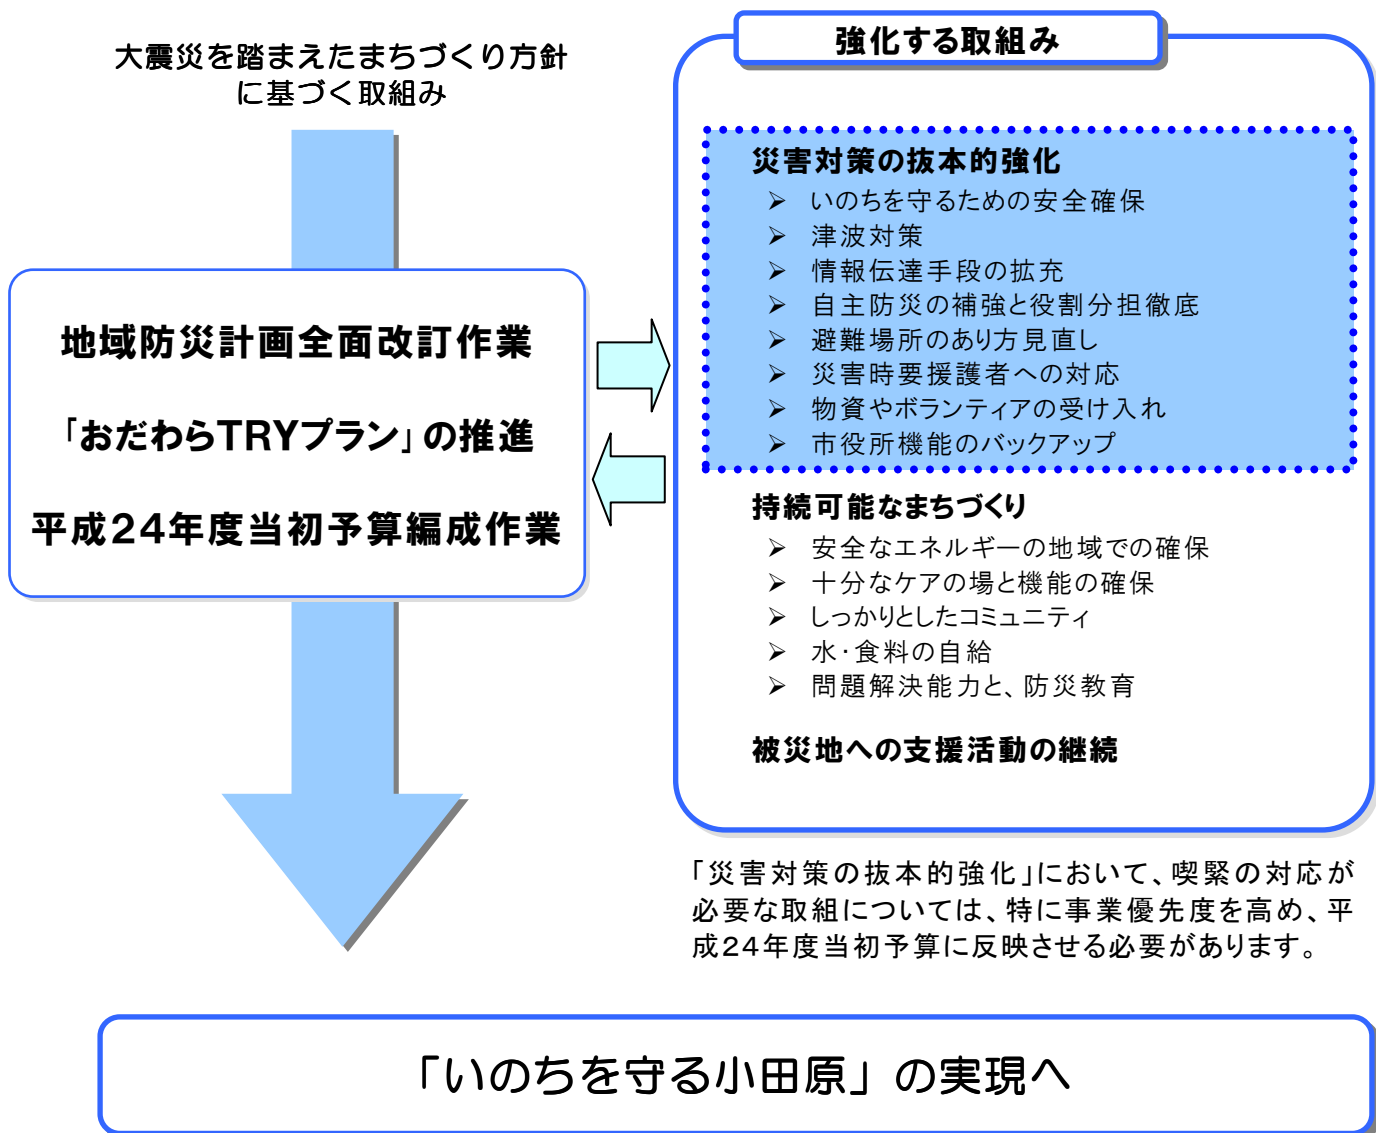 大震災を踏まえたまちづくり方針
に基づく取組み
地域防災計画全面改訂作業
「おだわらTRYプラン」の推進
平成24年度当初予算編成作業
強化する取組み
災害対策の抜本的強化
➢ いのちを守るための安全確保
➢ 津波対策
➢ 情報伝達手段の拡充
➢ 自主防災の補強と役割分担徹底
➢ 避難場所のあり方見直し
➢ 災害時要援護者への対応
➢ 物資やボランティアの受け入れ
➢ 市役所機能のバックアップ
持続可能なまちづくり
➢ 安全なエネルギーの地域での確保
➢ 十分なケアの場と機能の確保
➢ しっかりとしたコミュニティ
➢ 水・食料の自給
➢ 問題解決能力と、防災教育
被災地への支援活動の継続
「災害対策の抜本的強化」において、喫緊の対応が
必要な取組については、特に事業優先度を高め、平
成24年度当初予算に反映させる必要があります。
「いのちを守る小田原」の実現へ